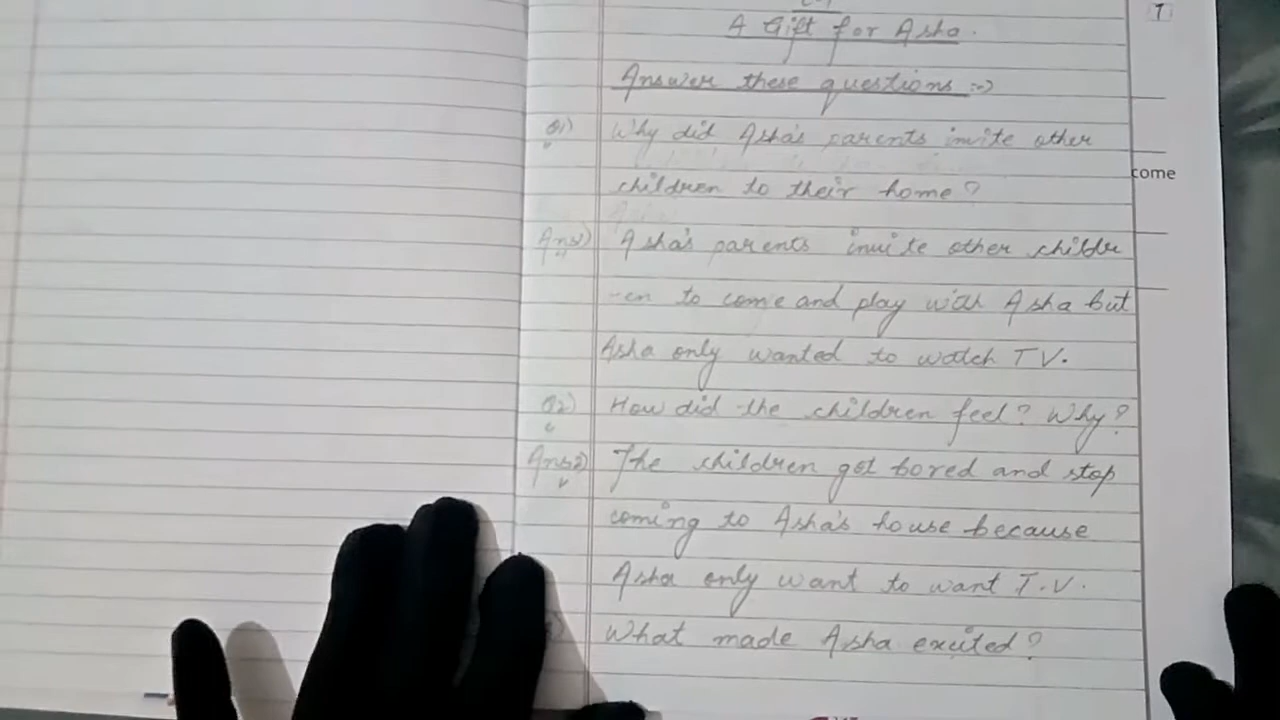 A Gift for Asha.
7
Answer these questions :-)
Q1) Why did Asha's parents invite other
children to their home?
come
Ans1) Asha's parents invite other childr
-en to come and play with Asha but
Asha only wanted to watch TV.
Q2) How did the children feel? Why?
Ans2) The children got bored and stop
coming to Asha's house because
Asha only want to want T.V.
What made Asha excited?